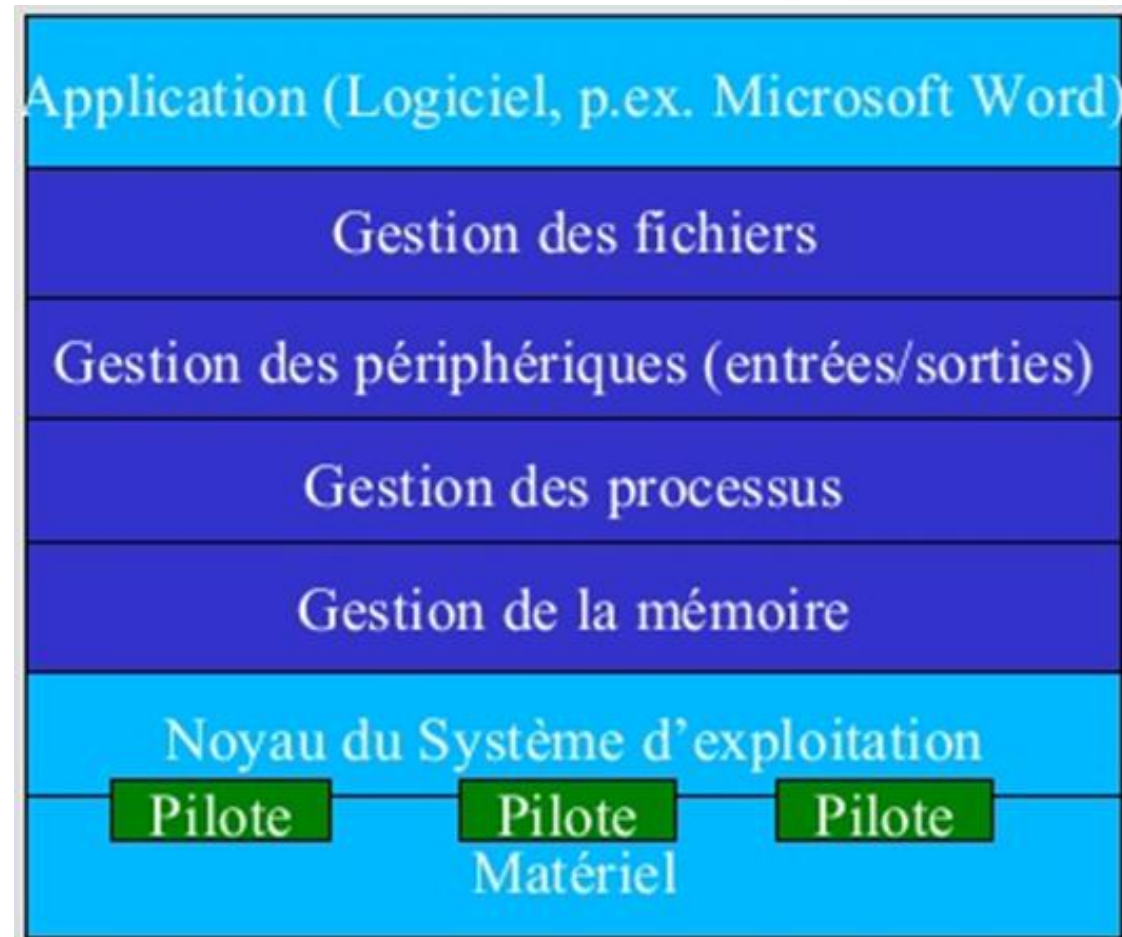 Application (Logiciel, p.ex. Microsoft Word)
Gestion des fichiers
Gestion des périphériques (entrées/sorties)
Gestion des processus
Gestion de la mémoire
Noyau du Système d’exploitation
Pilote Pilote Pilote
Matériel